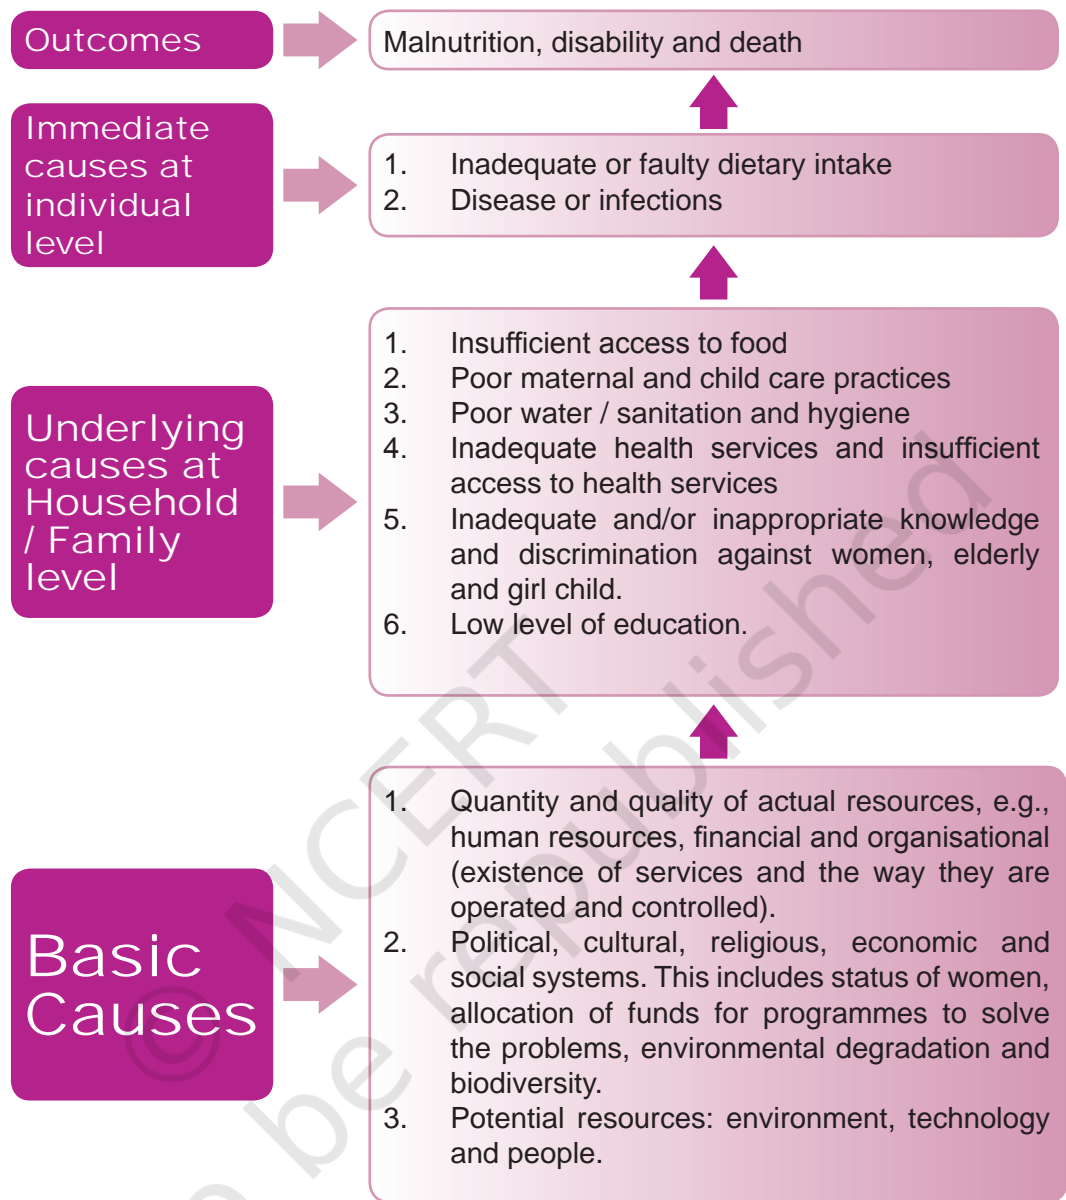 Outcomes
Malnutrition, disability and death
Immediate
causes at
individual
level
1. Inadequate or faulty dietary intake
2. Disease or infections
Underlying
causes at
Household
/ Family
level
1. Insufficient access to food
2. Poor maternal and child care practices
3. Poor water / sanitation and hygiene
4. Inadequate health services and insufficient
access to health services
5. Inadequate and/or inappropriate knowledge
and discrimination against women, elderly
and girl child.
6. Low level of education.
Basic
Causes
1. Quantity and quality of actual resources, e.g.,
human resources, financial and organisational
(existence of services and the way they are
operated and controlled).
2. Political, cultural, religious, economic and
social systems. This includes status of women,
allocation of funds for programmes to solve
the problems, environmental degradation and
biodiversity.
3. Potential resources: environment, technology
and people.
© NCERT
be republished